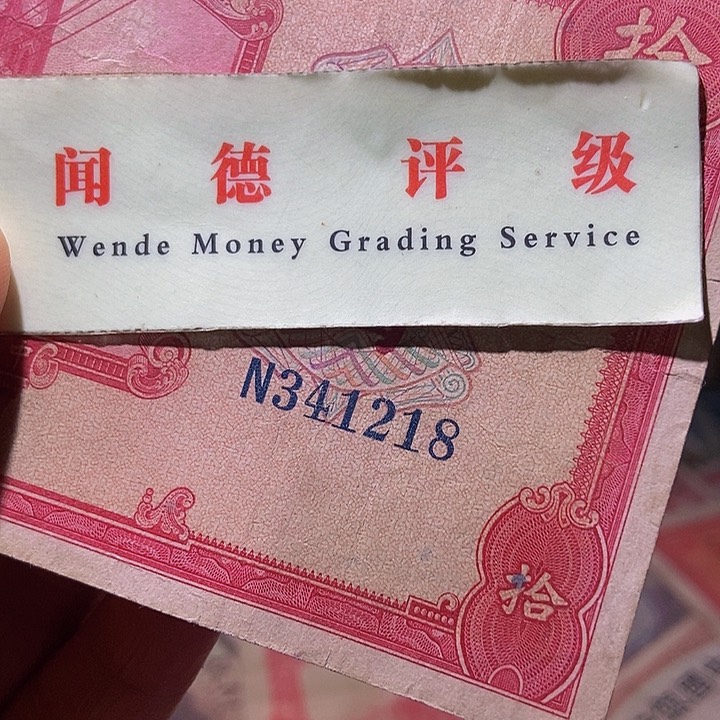 拾
闻德评级
Wende Money Grading Service
N341218
拾